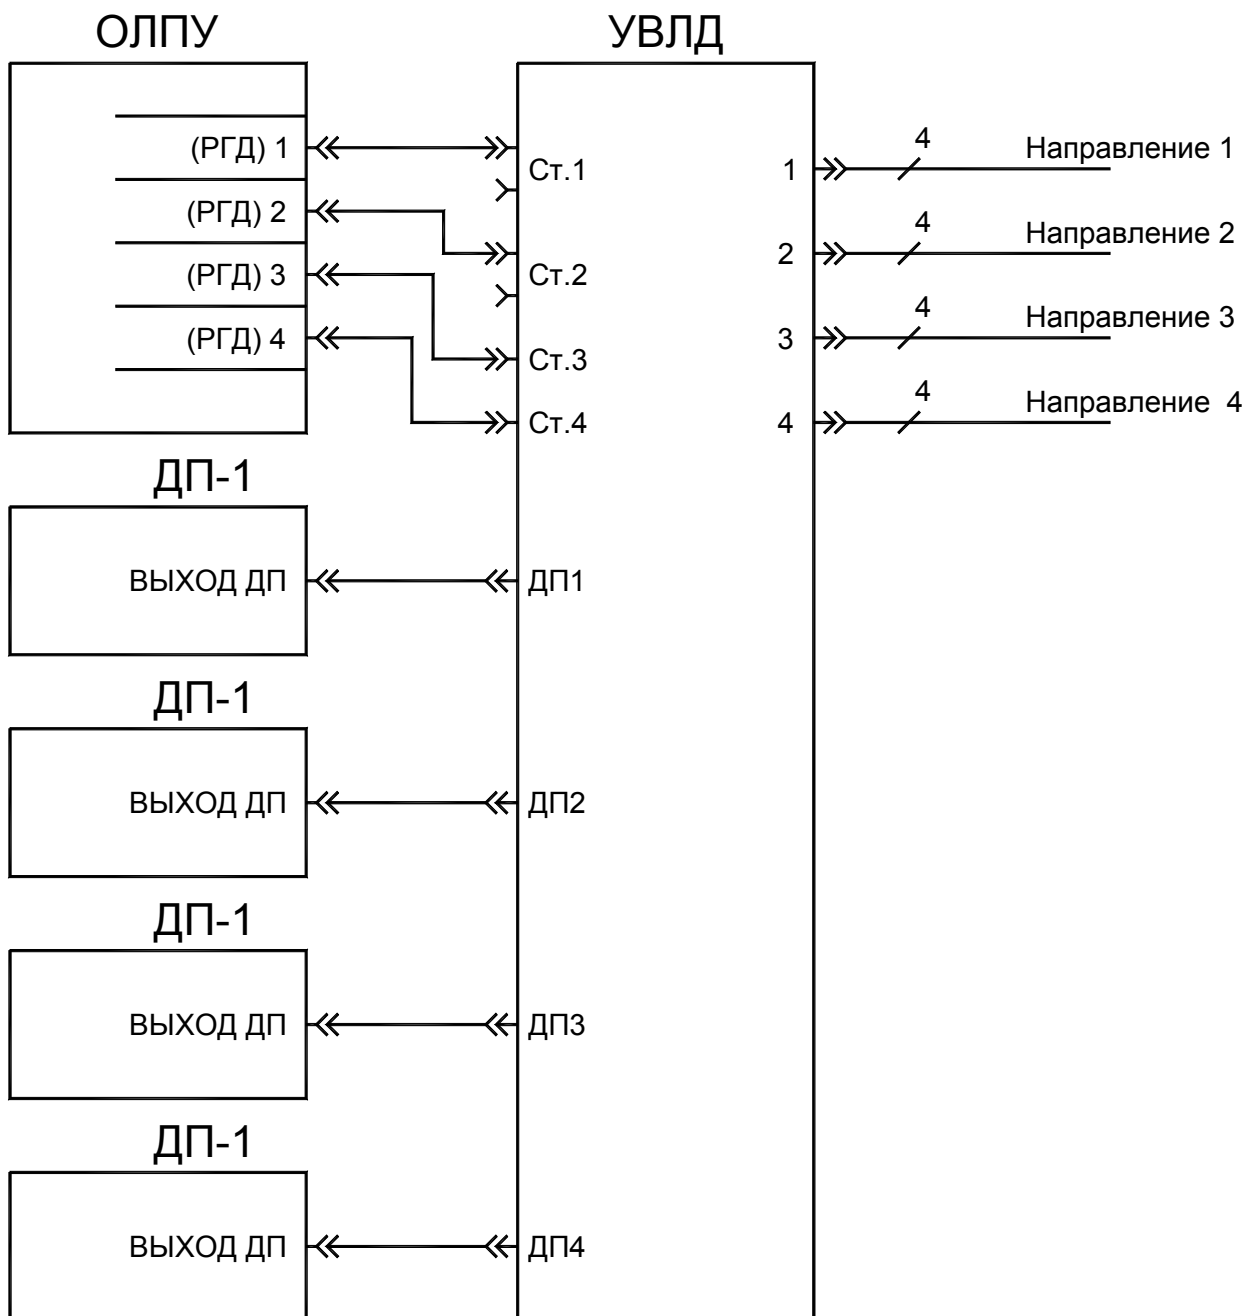 ОЛПУ
УВЛД
(РГД) 1
(РГД) 2
(РГД) 3
(РГД) 4
Ст.1
Ст.2
Ст.3
Ст.4
1
2
3
4
4
Направление 1
4
Направление 2
4
Направление 3
4
Направление 4
ДП-1
ВЫХОД ДП
ДП1
ДП-1
ВЫХОД ДП
ДП2
ДП-1
ВЫХОД ДП
ДП3
ДП-1
ВЫХОД ДП
ДП4